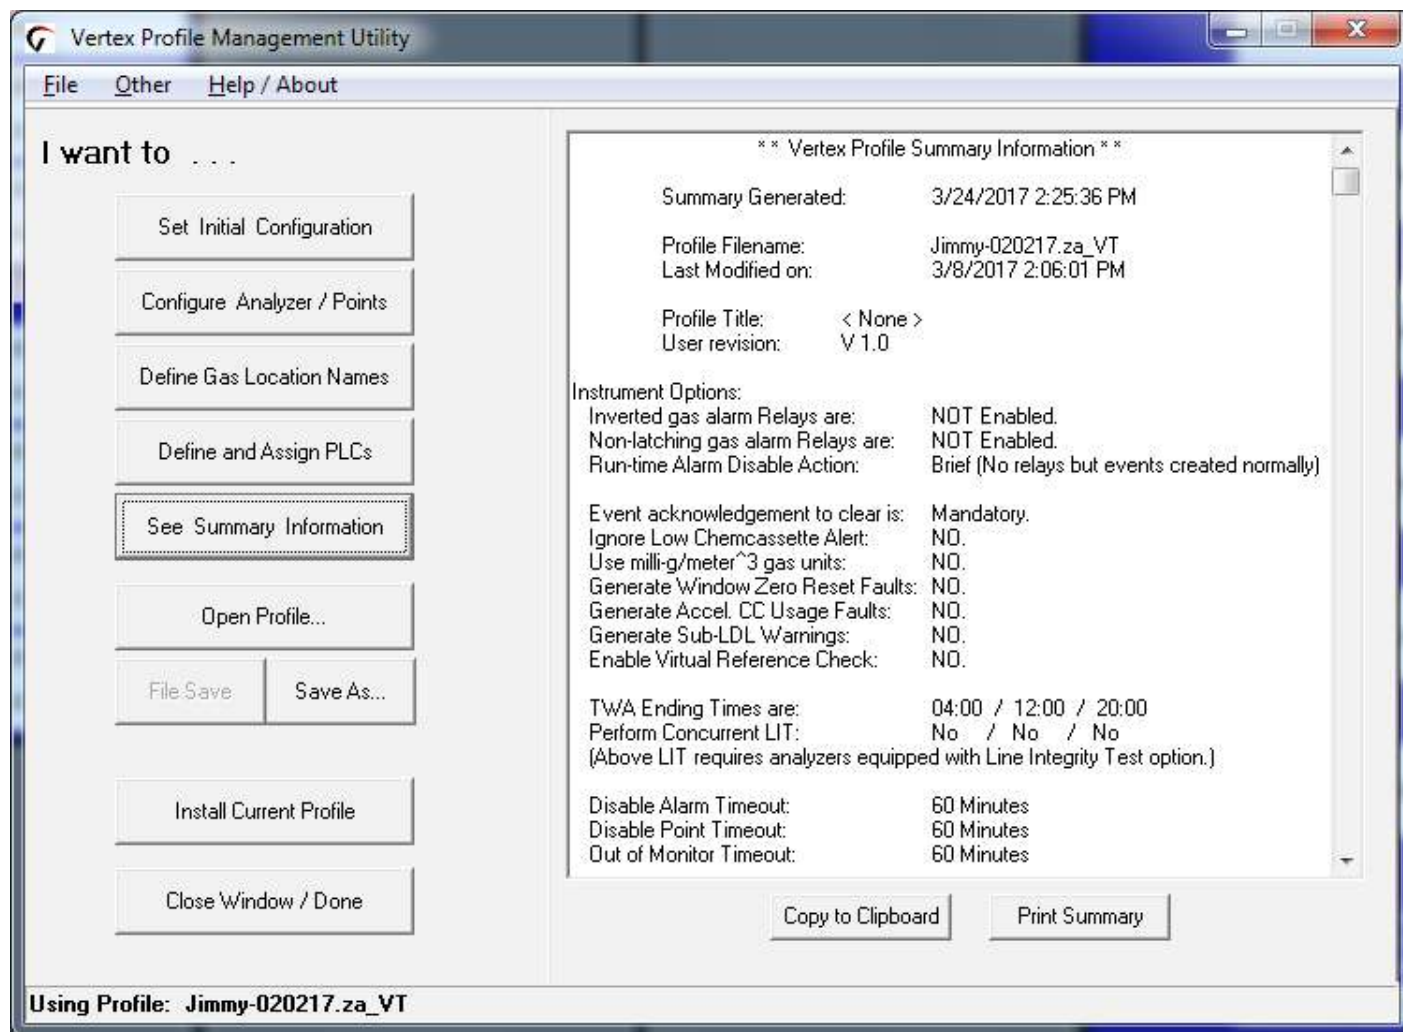 Vertex Profile Management Utility
File Other Help / About
I want to . . .
Set Initial Configuration
Configure Analyzer / Points
Define Gas Location Names
Define and Assign PLCs
See Summary Information
Open Profile...
File Save Save As...
Install Current Profile
Close Window / Done
* * Vertex Profile Summary Information * *
Summary Generated: 3/24/2017 2:25:36 PM
Profile Filename: Jimmy-020217.za_VT
Last Modified on: 3/8/2017 2:06:01 PM
Profile Title: < None >
User revision: V 1.0
Instrument Options:
Inverted gas alarm Relays are: NOT Enabled.
Non-latching gas alarm Relays are: NOT Enabled.
Run-time Alarm Disable Action: Brief (No relays but events created normally)
Event acknowledgement to clear is: Mandatory.
Ignore Low Chemcassette Alert: NO.
Use milli-g/meter^3 gas units: NO.
Generate Window Zero Reset Faults: NO.
Generate Accel. CC Usage Faults: NO.
Generate Sub-LDL Warnings: NO.
Enable Virtual Reference Check: NO.
TWA Ending Times are: 04:00 / 12:00 / 20:00
Perform Concurrent LIT: No / No / No
(Above LIT requires analyzers equipped with Line Integrity Test option.)
Disable Alarm Timeout: 60 Minutes
Disable Point Timeout: 60 Minutes
Out of Monitor Timeout: 60 Minutes
Copy to Clipboard Print Summary
Using Profile: Jimmy-020217.za_VT